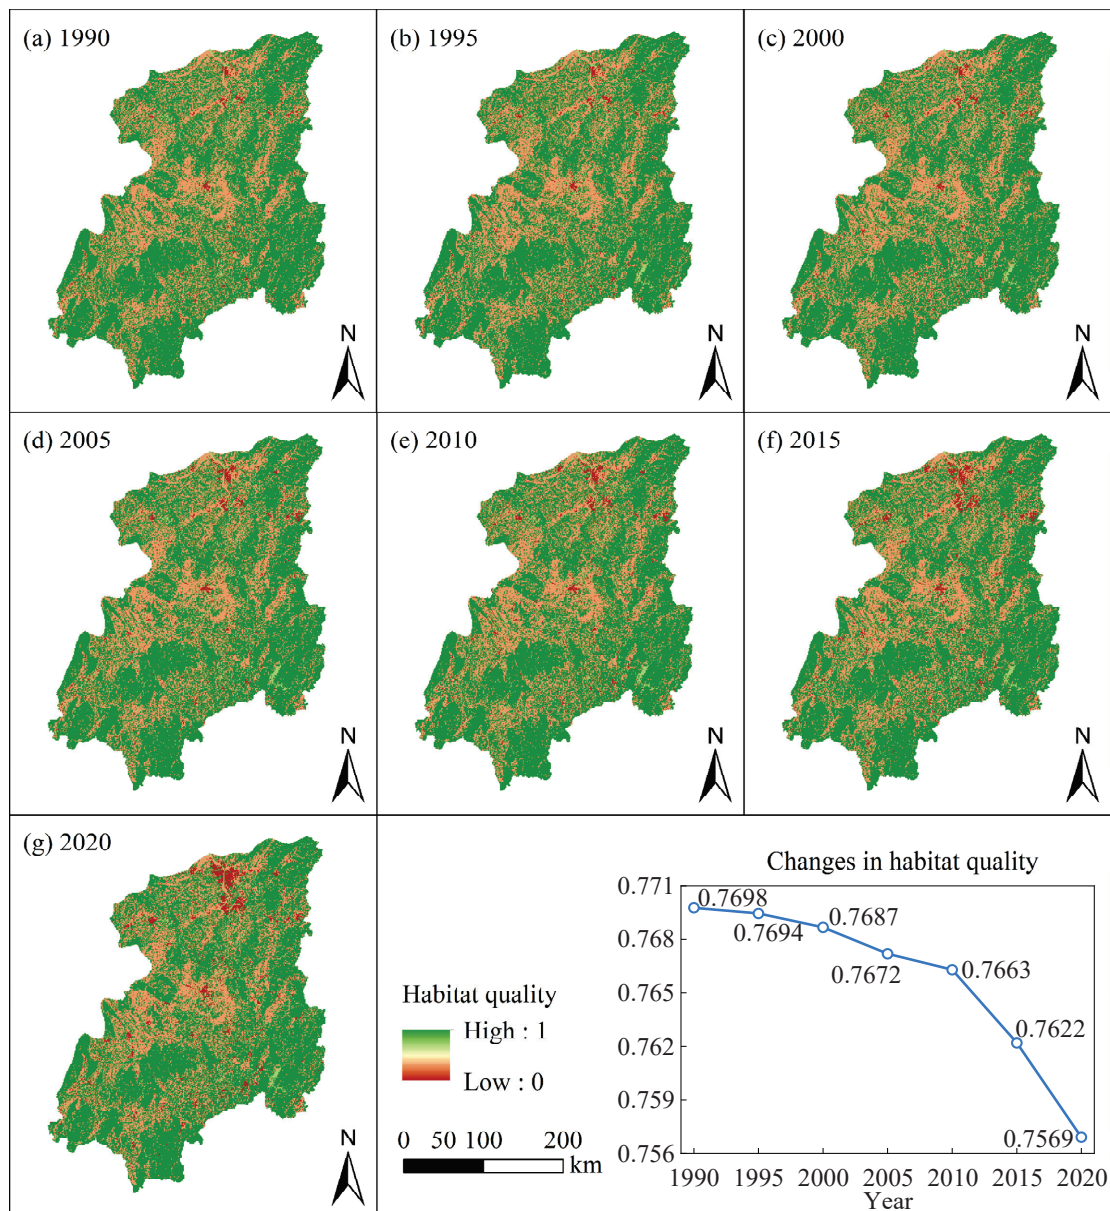 (a) 1990
(b) 1995
(c) 2000
N
N
N
(d) 2005
(e) 2010
(f) 2015
N
N
N
(g) 2020
N
Habitat quality
High : 1
Low : 0
0 50 100 200
km
Changes in habitat quality
0.771
0.768
0.765
0.762
0.759
0.756
0.7698
0.7694
0.7687
0.7672
0.7663
0.7622
0.7569
1990 1995 2000 2005 2010 2015 2020
Year